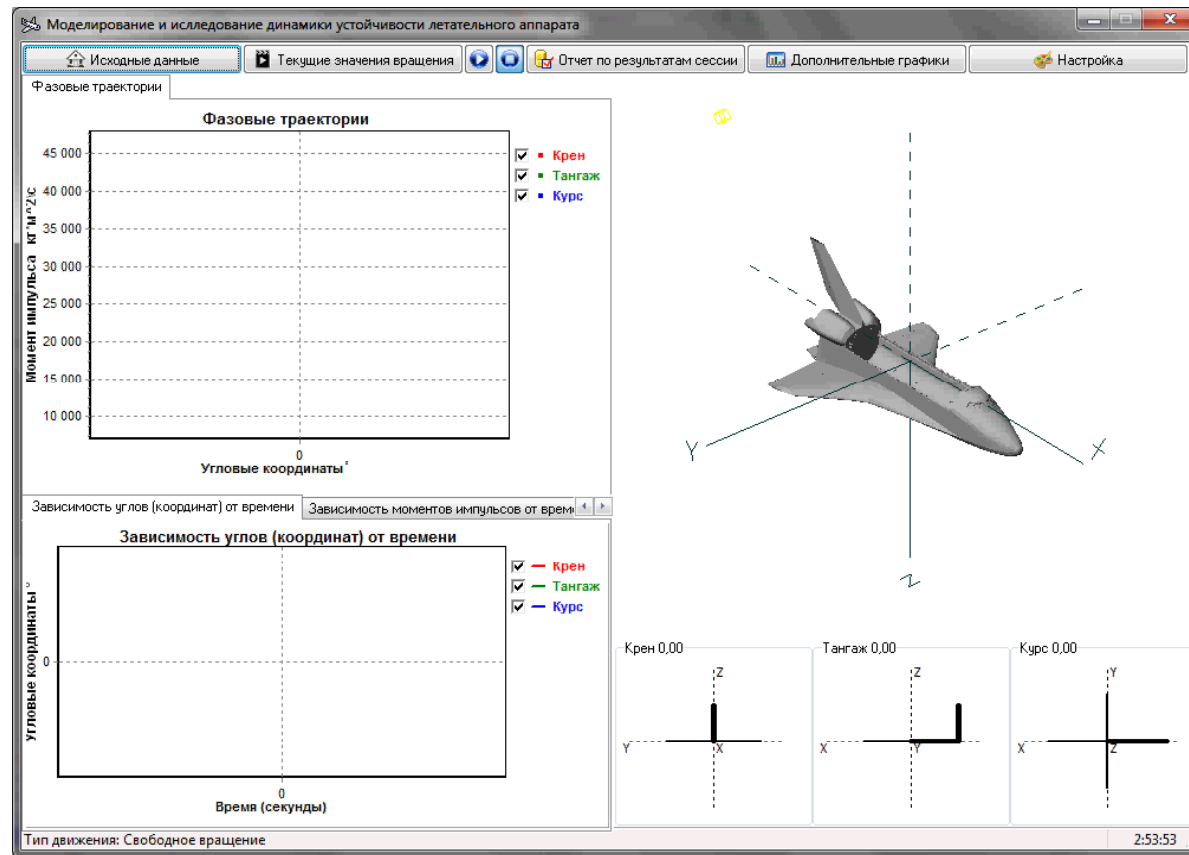 Моделирование и иследование динамики устойчивости летательного аппарата
Исходные данные
Текущие значения вращения
Отчет по результатам сессии
Дополнительные графики
Настройка
Фазовые траектории
Фазовые траектории
45 000
40 000
35 000
30 000
25 000
20 000
15 000
10 000
Момент импульса кг*м^2\с
0
Угловые координаты °
Крен
Тангаж
Курс
Зависимость углов (координат) от времени
Зависимость моментов импульсов от врем
Зависимость углов (координат) от времени
Угловые координаты °
0
0
Время (секунды)
Крен
Тангаж
Курс
Y
X
Z
Крен 0,00
Z
Y
X
Тангаж 0,00
Z
X
Y
Курс 0,00
Y
X
Z
Тип движения: Свободное вращение
2:53:53